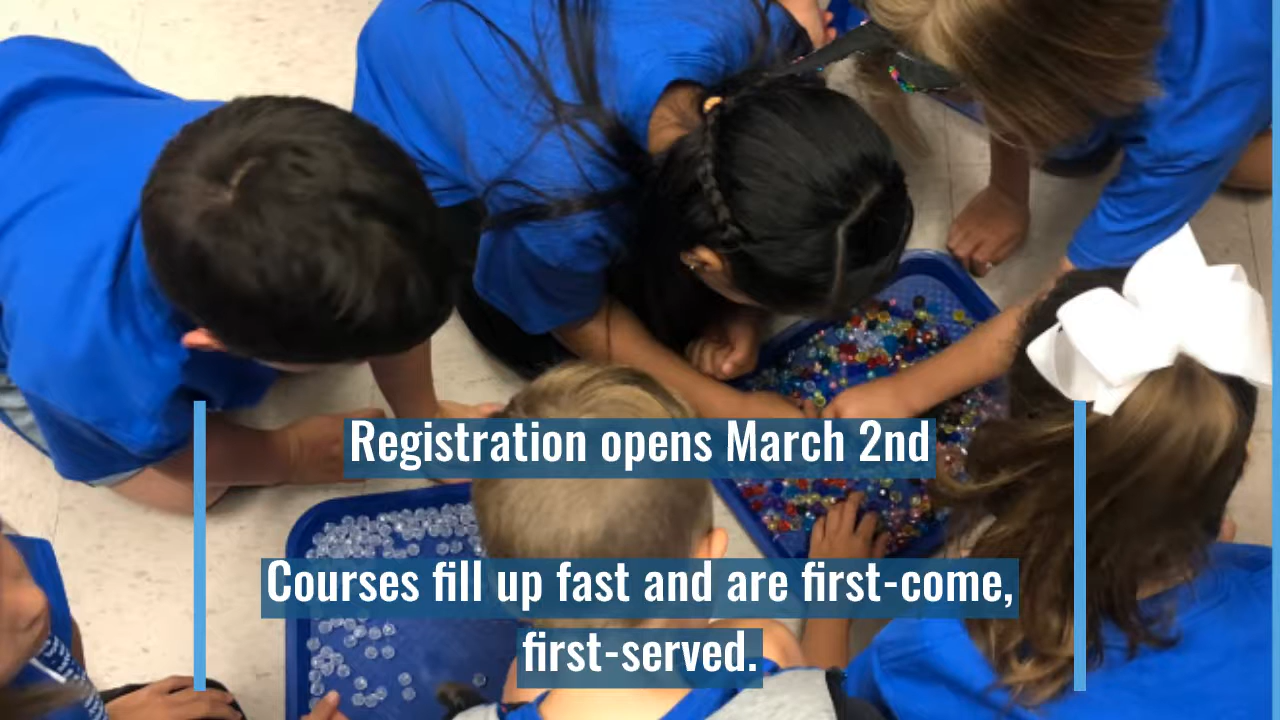 Registration opens March 2nd
Courses fill up fast and are first-come,
first-served.